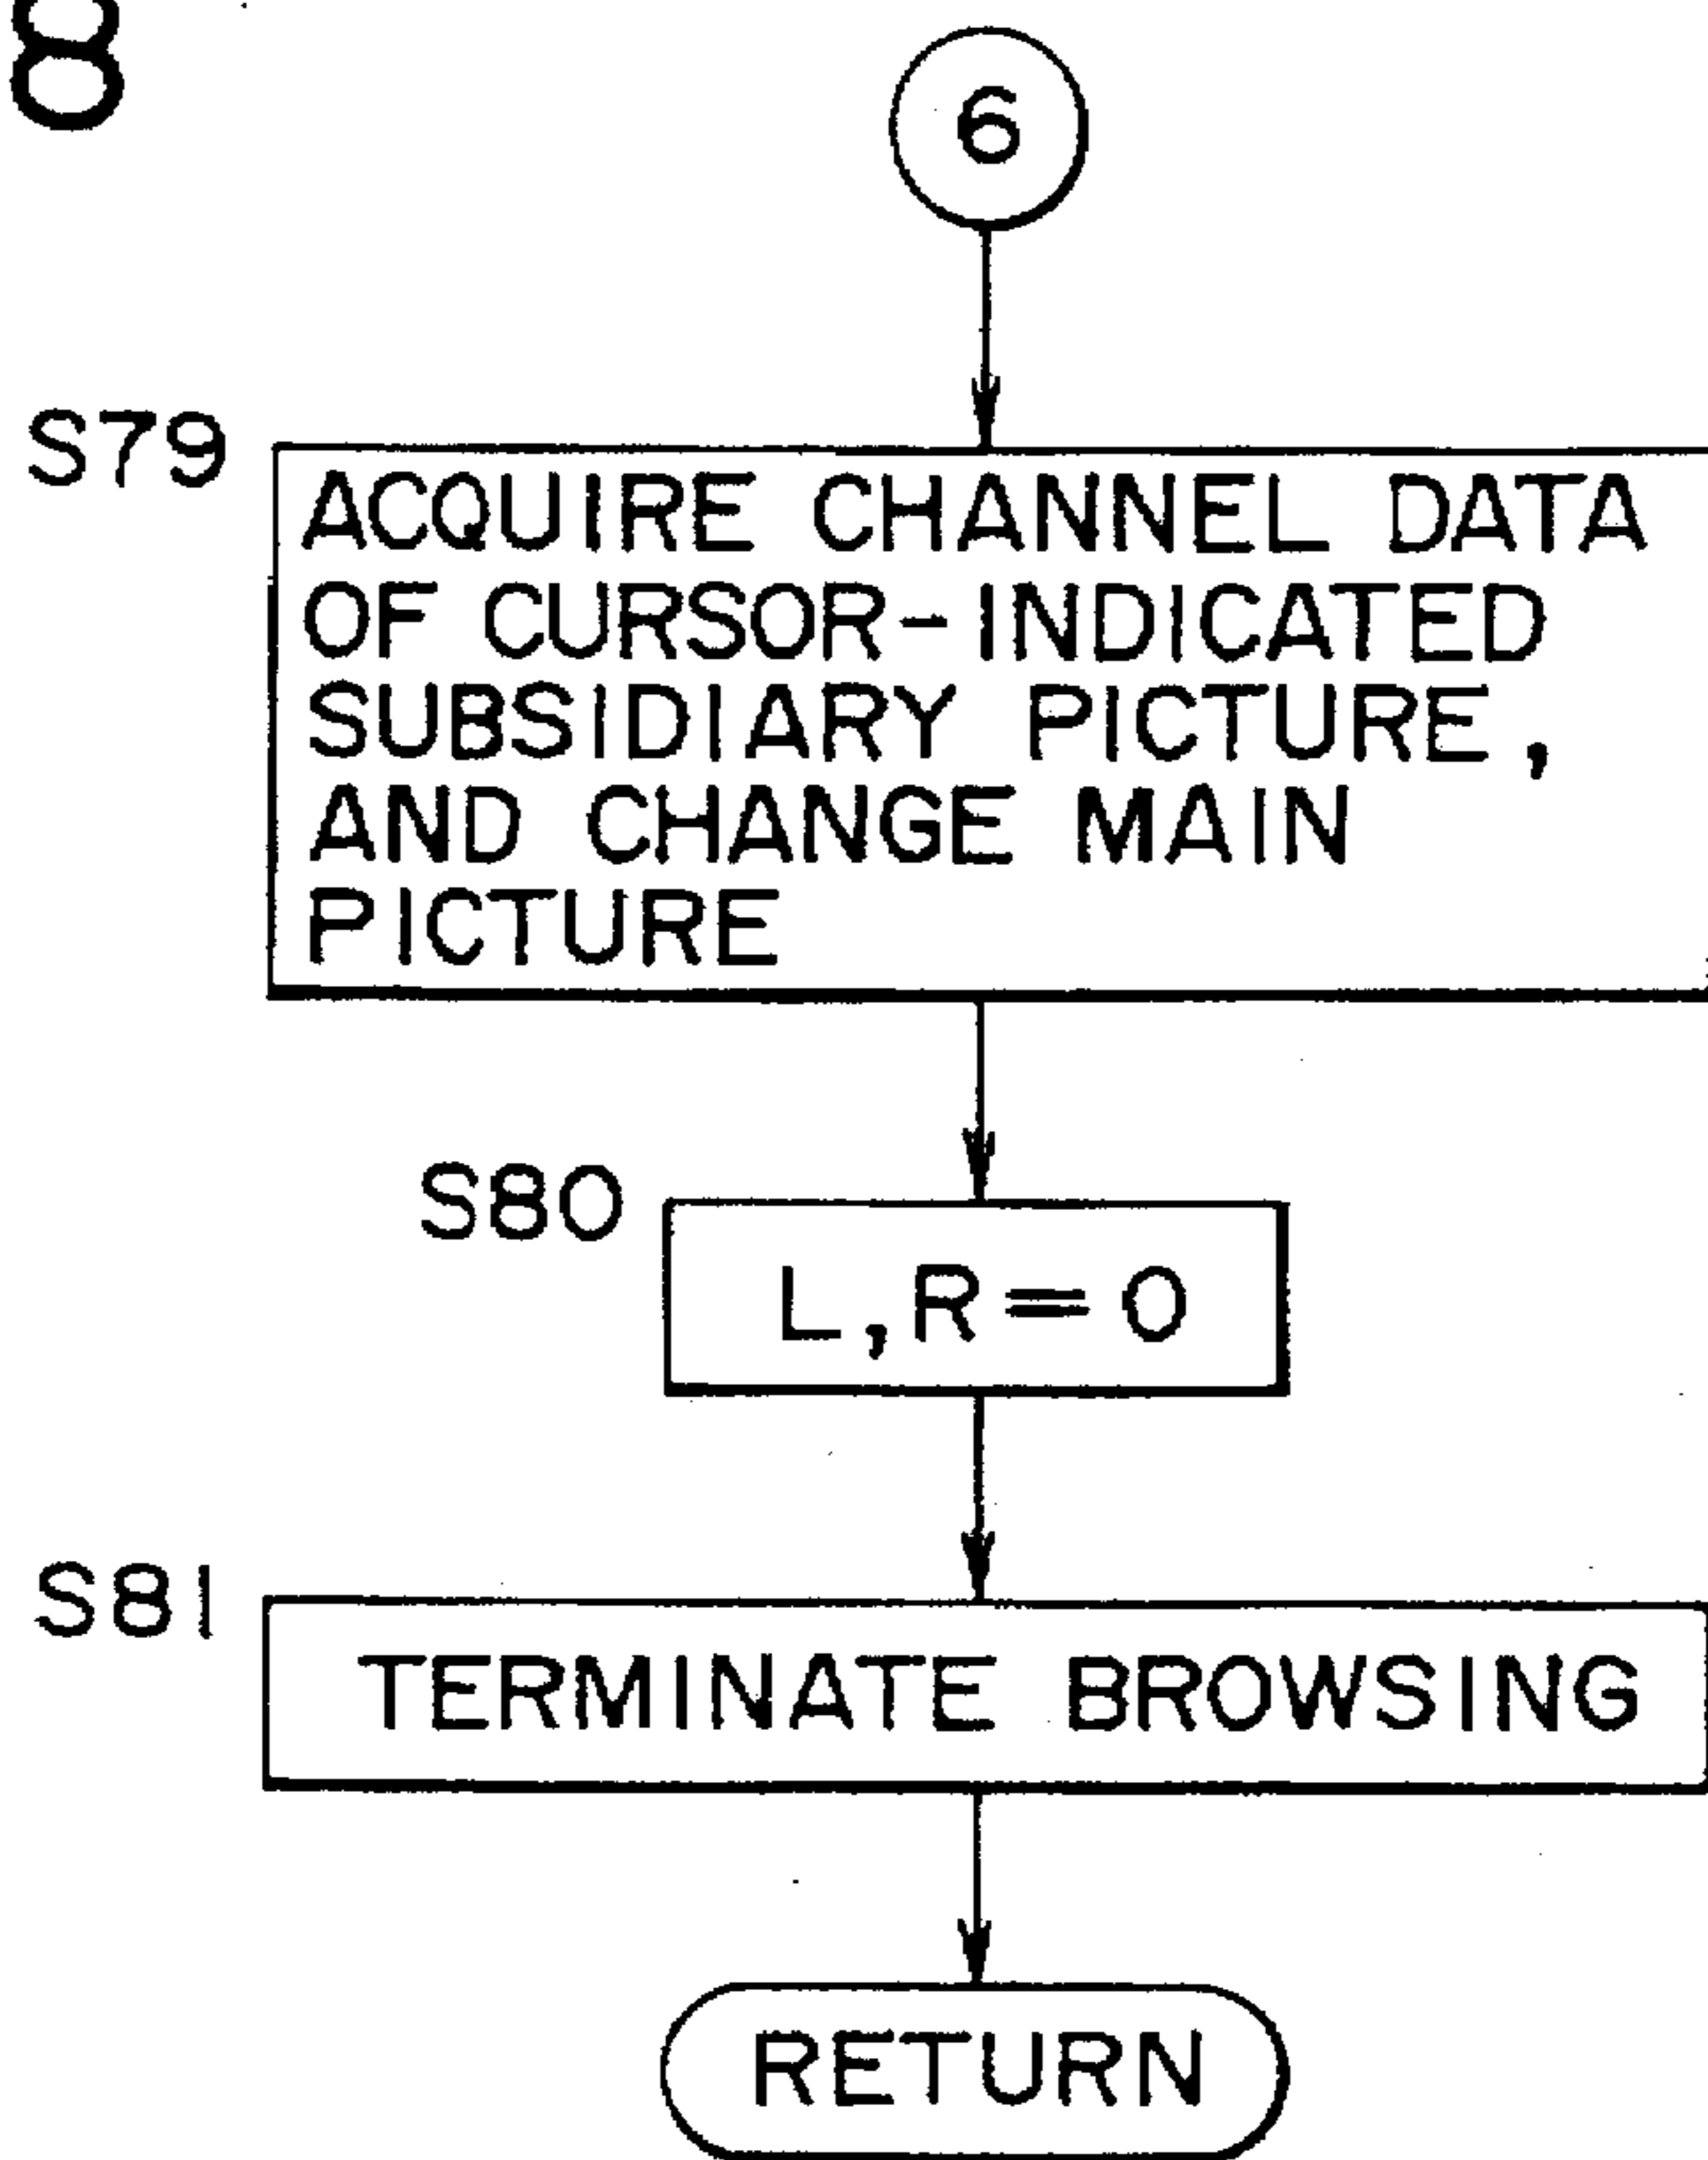 8
6
S79
ACQUIRE CHANNEL DATA
OF CURSOR-INDICATED
SUBSIDIARY PICTURE,
AND CHANGE MAIN
PICTURE
S80
L,R=0
S81
TERMINATE BROWSING
RETURN